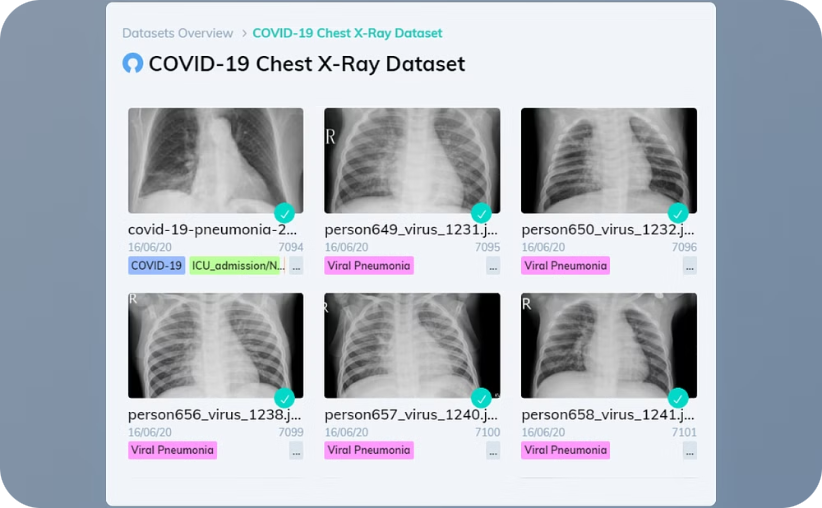 Datasets Overview > COVID-19 Chest X-Ray Dataset
COVID-19 Chest X-Ray Dataset
R
covid-19-pneumonia-2... person649_virus_1231.j... person650_virus_1232.j...
16/06/20 7094 16/06/20 7095 16/06/20 7096
COVID-19 ICU_admission/N... ... Viral Pneumonia ... Viral Pneumonia ...
R R R
person656_virus_1238.j... person657_virus_1240.j... person658_virus_1241.j...
16/06/20 7099 16/06/20 7100 16/06/20 7101
Viral Pneumonia ... Viral Pneumonia ... Viral Pneumonia ...